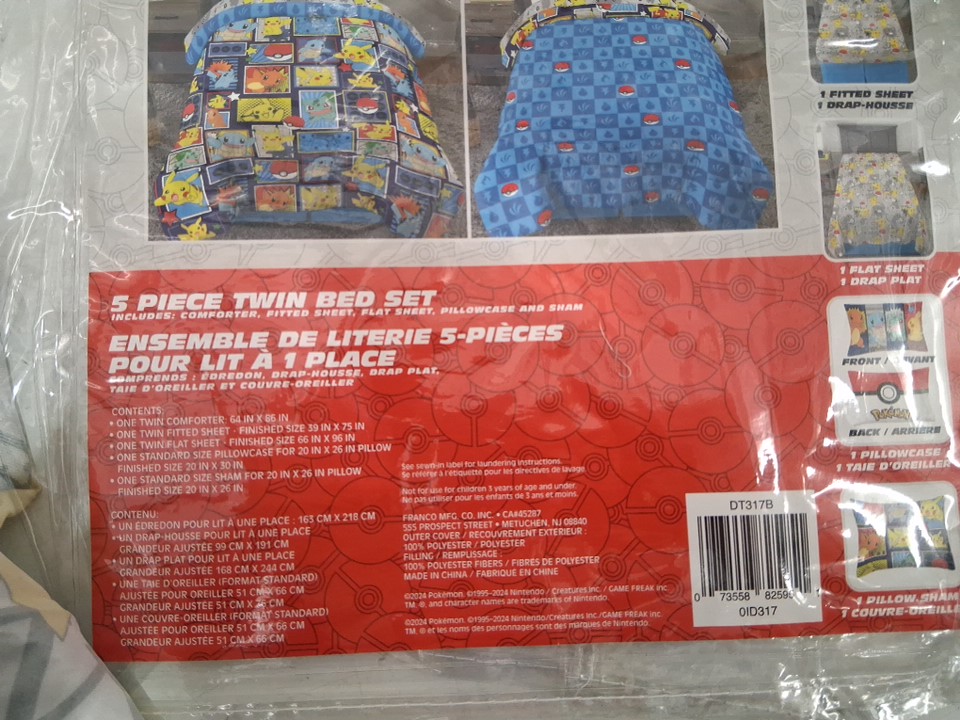 5 PIECE TWIN BED SET
INCLUDES: COMFORTER, FITTED SHEET, FLAT SHEET, PILLOWCASE AND SHAM
ENSEMBLE DE LITERIE 5-PIÈCES
POUR LIT À 1 PLACE
COMPRENDS : ÉDREDON, DRAP-HOUSSE, DRAP PLAT,
TAIE D'OREILLER ET COUVRE-OREILLER
CONTENTS:
• ONE TWIN COMFORTER: 64 IN X 86 IN
• ONE TWIN FITTED SHEET - FINISHED SIZE 39 IN X 75 IN
• ONE TWIN FLAT SHEET - FINISHED SIZE 66 IN X 96 IN
• ONE STANDARD SIZE PILLOWCASE FOR 20 IN X 26 IN PILLOW
FINISHED SIZE 20 IN X 30 IN
• ONE STANDARD SIZE SHAM FOR 20 IN X 26 IN PILLOW
FINISHED SIZE 20 IN X 26 IN
CONTENU:
• UN ÉDREDON POUR LIT À UNE PLACE : 163 CM X 218 CM
• UN DRAP-HOUSSE POUR LIT À UNE PLACE
GRANDEUR AJUSTÉE 99 CM X 191 CM
• UN DRAP PLAT POUR LIT À UNE PLACE
GRANDEUR AJUSTÉE 168 CM X 244 CM
• UNE TAIE D'OREILLER (FORMAT STANDARD)
AJUSTÉE POUR OREILLER 51 CM X 66 CM
GRANDEUR AJUSTÉE 51 CM X CM
• UNE COUVRE-OREILLER (FORMAT STANDARD)
AJUSTÉE POUR OREILLER 51 CM X 66 CM
GRANDEUR AJUSTÉE 51 CM X 66 CM
See sewn-in label for laundering instructions.
Se référer à l'étiquette pour les directives de lavage.
Not for use for children 3 years of age and under.
Ne pas utiliser pour les enfants de 3 ans et moins.
FRANCO MFG. CO. INC. • CA#45287
555 PROSPECT STREET • METUCHEN, NJ 08840
OUTER COVER / RECOUVREMENT EXTÉRIEUR :
100% POLYESTER / POLYESTER
FILLING / REMPLISSAGE :
100% POLYESTER FIBERS / FIBRES DE POLYESTER
MADE IN CHINA / FABRIQUÉ EN CHINE
©2024 Pokémon. ©1995–2024 Nintendo / Creatures Inc. / GAME FREAK inc.
TM, ®, and character names are trademarks of Nintendo.
©2024 Pokémon. ©1995–2024 Nintendo/Creatures Inc./GAME FREAK inc.
TM, ® et les noms des personnages sont des marques de Nintendo.
DT317B
0 73558
0ID317
1 FITTED SHEET
1 DRAP-HOUSSE
1 FLAT SHEET
1 DRAP PLAT
FRONT / AVANT
Pokémon
BACK / ARRIÈRE
1 PILLOWCASE
1 TAIE D'OREILLER
1 PILLOW SHAM
1 COUVRE-OREILLE